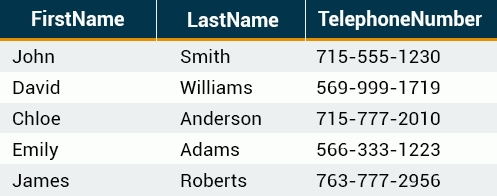 FirstName LastName TelephoneNumber
John Smith 715-555-1230
David Williams 569-999-1719
Chloe Anderson 715-777-2010
Emily Adams 566-333-1223
James Roberts 763-777-2956